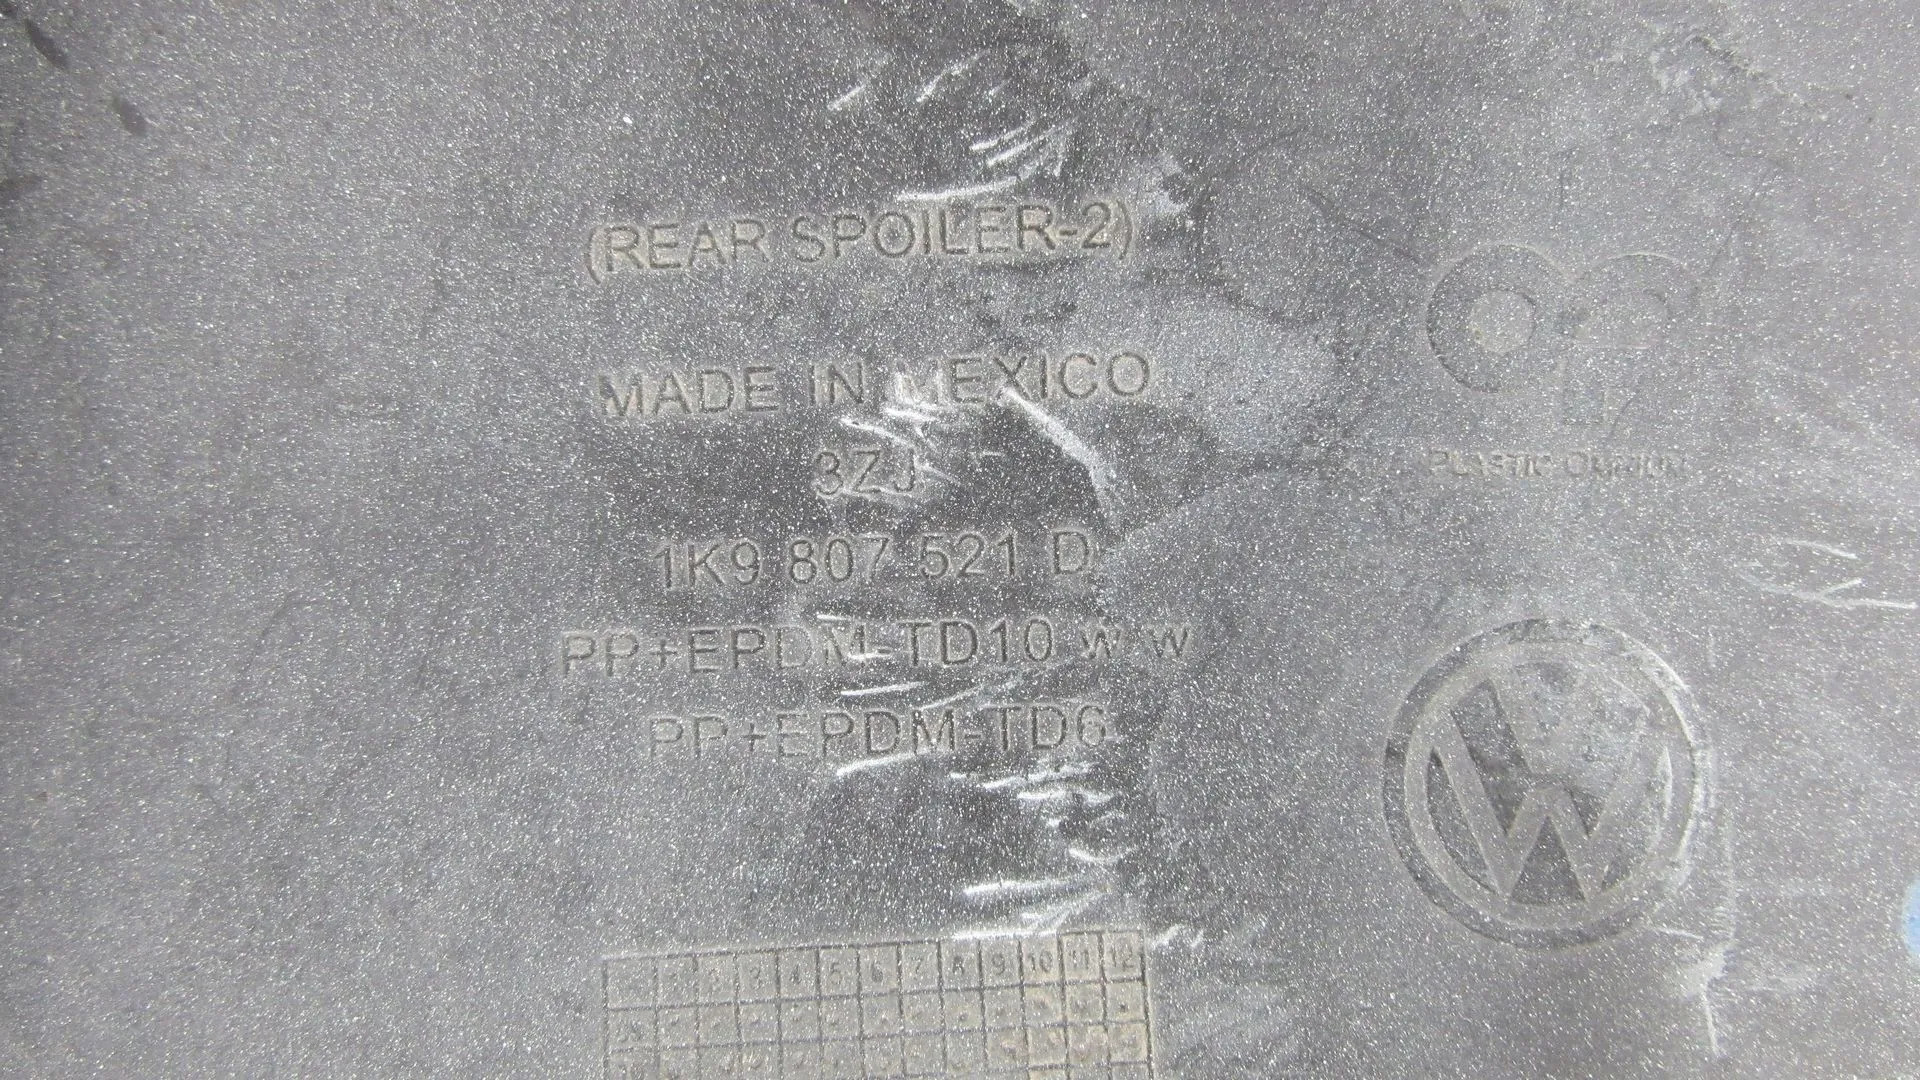 (REAR SPOILER-2)
MADE IN MEXICO
3ZJ
1K9 807 521 D
PP+EPDM-TD10 w w
PP+EPDM-TD6
PLASTIC OMNIUM
1 2 3 4 5 6 7 8 9 10 11 12